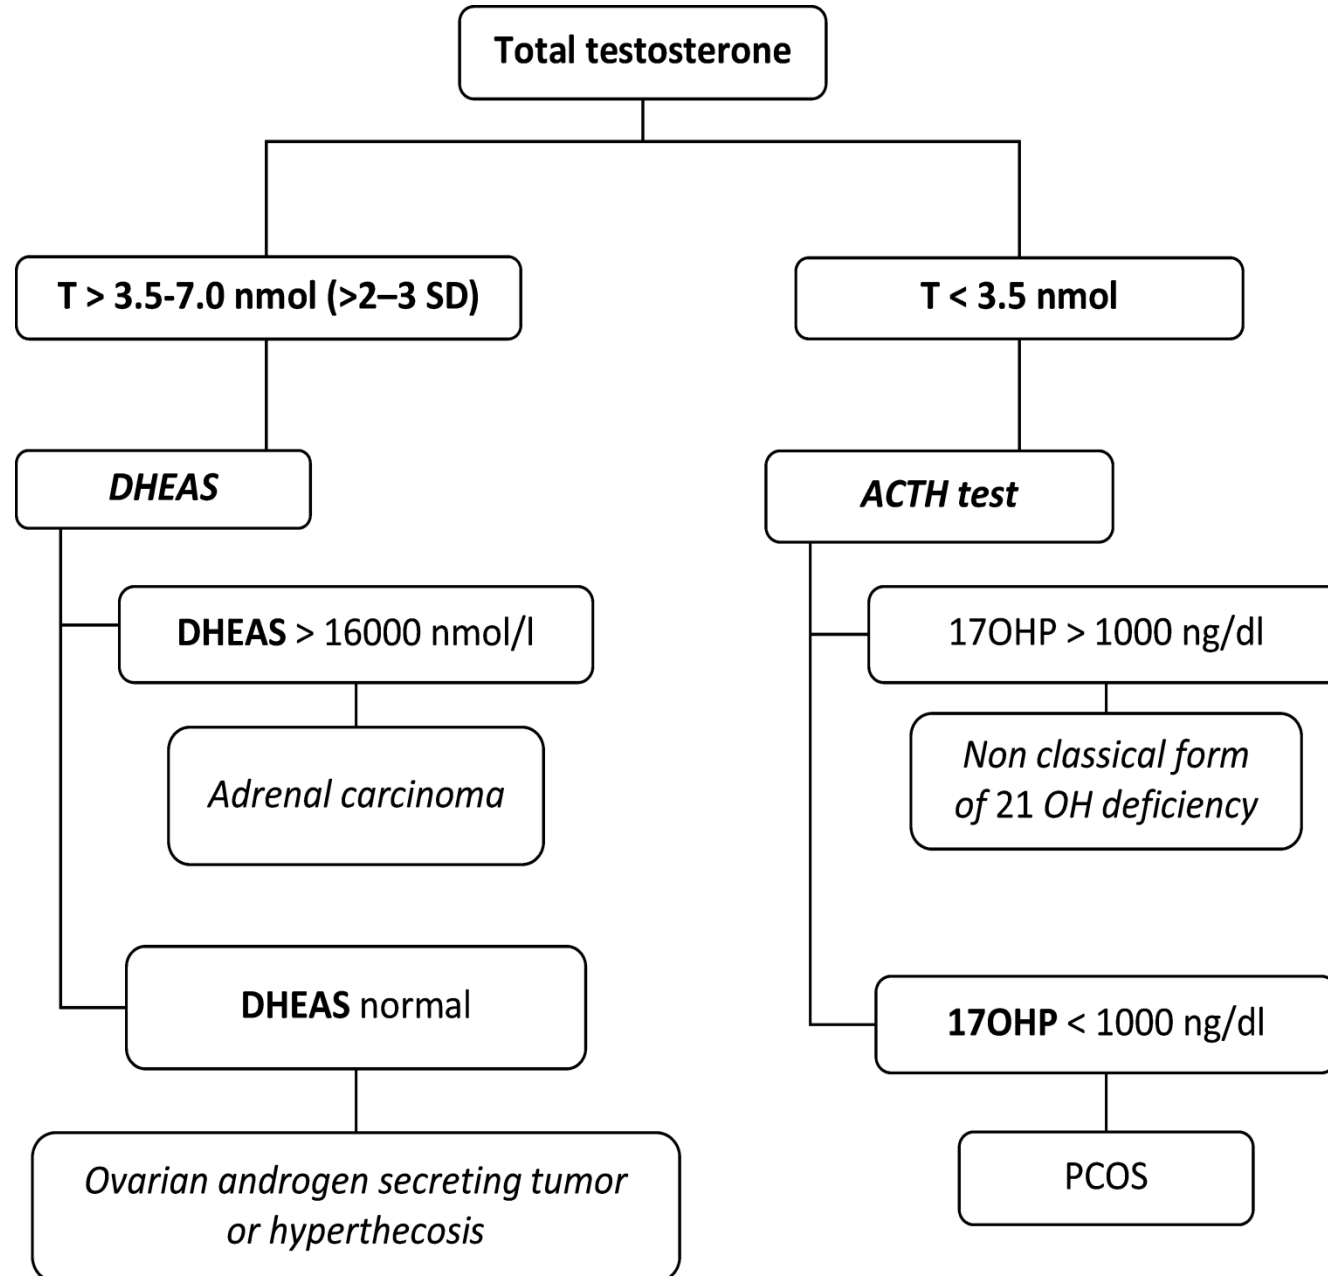 Total testosterone
T > 3.5-7.0 nmol (>2–3 SD)
T < 3.5 nmol
DHEAS
ACTH test
DHEAS > 16000 nmol/l
17OHP > 1000 ng/dl
Adrenal carcinoma
Non classical form
of 21 OH deficiency
DHEAS normal
17OHP < 1000 ng/dl
Ovarian androgen secreting tumor
or hyperthecosis
PCOS